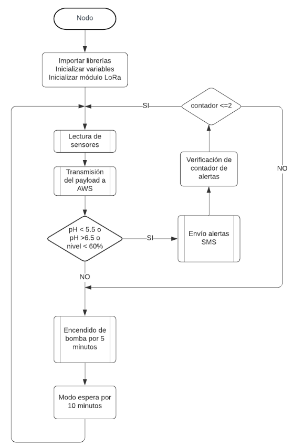 Nodo
Importar librerías
Inicializar variables
Inicializar módulo LoRa
SI
contador <=2
Lectura de
sensores
Verificación de
contador de
alertas
NO
Transmisión
del payload a
AWS
pH < 5.5 o
pH >6.5 o
nivel < 60%
SI
Envío alertas
SMS
NO
Encendido de
bomba por 5
minutos
Modo espera por
10 minutos